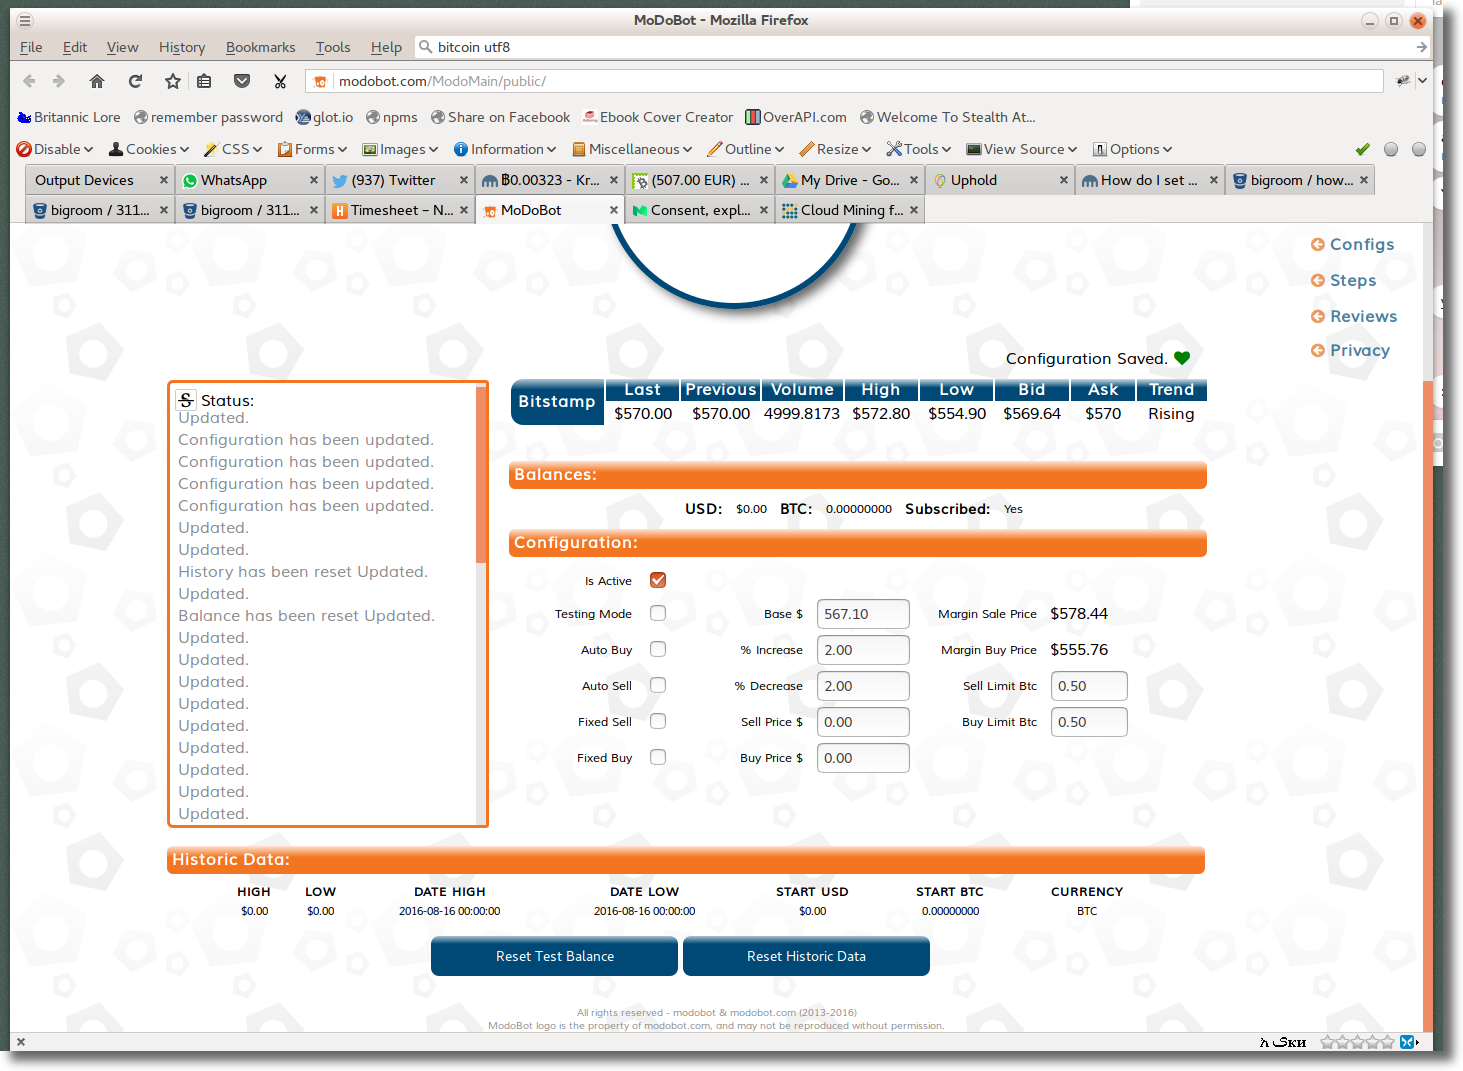 MoDoBot - Mozilla Firefox
File Edit View History Bookmarks Tools Help bitcoin utf8
modobot.com/ModoMain/public/
Britannic Lore remember password glot.io npms Share on Facebook Ebook Cover Creator OverAPI.com Welcome To Stealth At...
Disable Cookies CSS Forms Images Information Miscellaneous Outline Resize Tools View Source Options
Output Devices WhatsApp (937) Twitter ฿0.00323 - Kr... (507.00 EUR) ... My Drive - Go... Uphold How do I set ... bigroom / how...
bigroom / 311... bigroom / 311... Timesheet – N... MoDoBot Consent, expl... Cloud Mining f...
Configs
Steps
Reviews
Privacy
Configuration Saved.
Status:
Updated.
Configuration has been updated.
Configuration has been updated.
Configuration has been updated.
Configuration has been updated.
Updated.
Updated.
History has been reset Updated.
Updated.
Balance has been reset Updated.
Updated.
Updated.
Updated.
Updated.
Updated.
Updated.
Updated.
Updated.
Updated.
Bitstamp Last Previous Volume High Low Bid Ask Trend
$570.00 $570.00 4999.8173 $572.80 $554.90 $569.64 $570 Rising
Balances:
USD: $0.00 BTC: 0.00000000 Subscribed: Yes
Configuration:
Is Active
Testing Mode Base $ 567.10 Margin Sale Price $578.44
Auto Buy % Increase 2.00 Margin Buy Price $555.76
Auto Sell % Decrease 2.00 Sell Limit Btc 0.50
Fixed Sell Sell Price $ 0.00 Buy Limit Btc 0.50
Fixed Buy Buy Price $ 0.00
Historic Data:
HIGH LOW DATE HIGH DATE LOW START USD START BTC CURRENCY
$0.00 $0.00 2016-08-16 00:00:00 2016-08-16 00:00:00 $0.00 0.00000000 BTC
Reset Test Balance Reset Historic Data
All rights reserved - modobot & modobot.com (2013-2016)
ModoBot logo is the property of modobot.com, and may not be reproduced without permission.